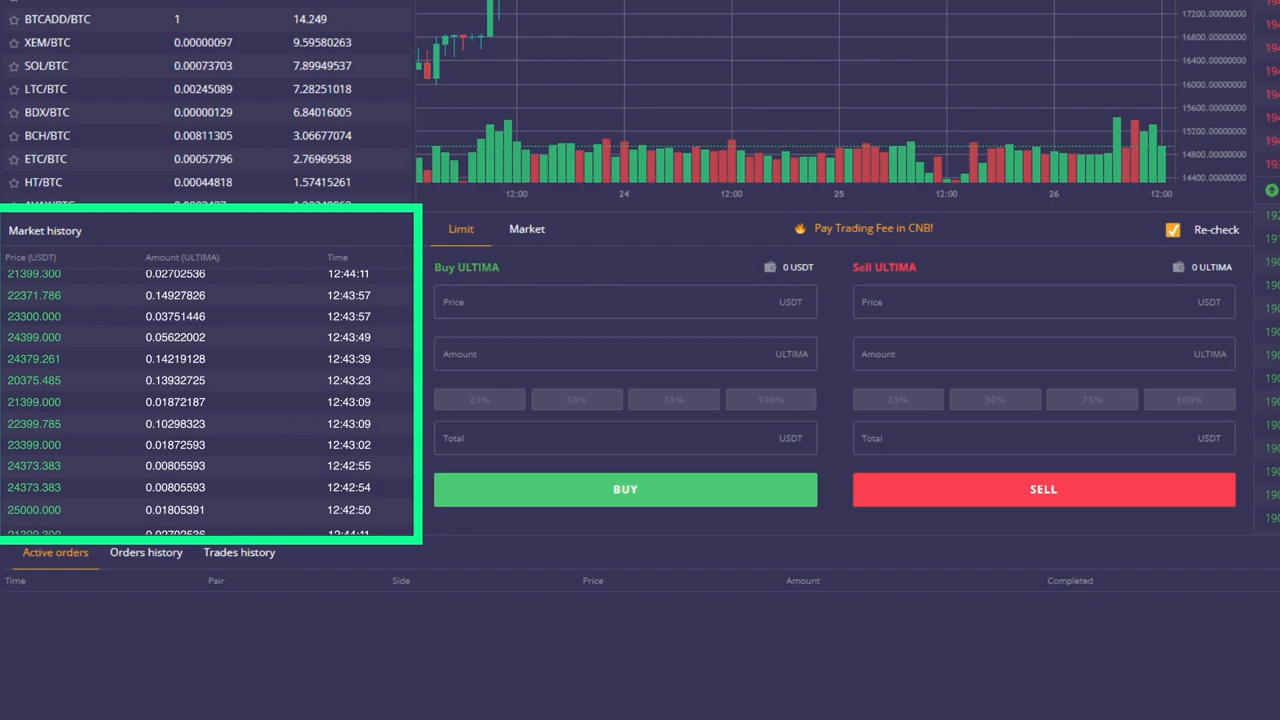 BTCADD/BTC 1 14.249
XEM/BTC 0.00000097 9.59580263
SOL/BTC 0.00073703 7.89949537
LTC/BTC 0.00245089 7.28251018
BDX/BTC 0.00000129 6.84016005
BCH/BTC 0.00811305 3.06677074
ETC/BTC 0.00057796 2.76969538
HT/BTC 0.00044818 1.57415261
17200.00000000
16800.00000000
16400.00000000
16000.00000000
15600.00000000
15200.00000000
14800.00000000
14400.00000000
12:00 24 12:00 25 12:00 26 12:00
Market history
Price (USDT) Amount (ULTIMA) Time
21399.300 0.02702536 12:44:11
22371.786 0.14927826 12:43:57
23300.000 0.03751446 12:43:57
24399.000 0.05622002 12:43:49
24379.261 0.14219128 12:43:39
20375.485 0.13932725 12:43:23
21399.000 0.01872187 12:43:09
22399.785 0.10298323 12:43:09
23399.000 0.01872593 12:43:02
24373.383 0.00805593 12:42:55
24373.383 0.00805593 12:42:54
25000.000 0.01805391 12:42:50
Limit Market Pay Trading Fee in CNB! Re-check
Buy ULTIMA 0 USDT
Price USDT
Amount ULTIMA
25% 50% 75% 100%
Total USDT
BUY
Sell ULTIMA 0 ULTIMA
Price USDT
Amount ULTIMA
25% 50% 75% 100%
Total USDT
SELL
Active orders Orders history Trades history
Time Pair Side Price Amount Completed